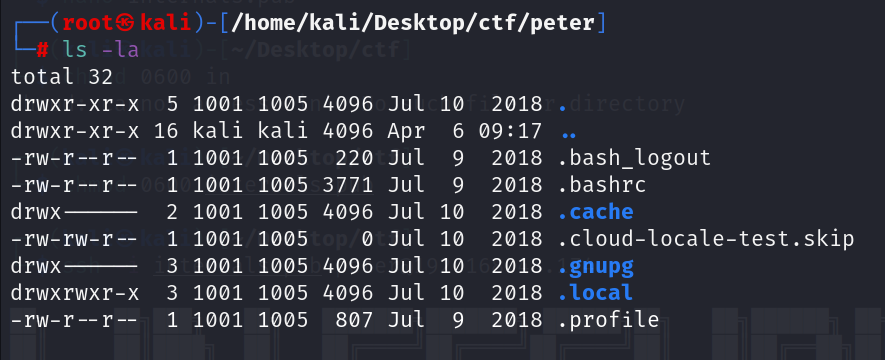 ┌──(root㉿kali)-[/home/kali/Desktop/ctf/peter]
└─# ls -la
total 32
drwxr-xr-x  5 1001 1005 4096 Jul 10  2018 .
drwxr-xr-x 16 kali kali 4096 Apr  6 09:17 ..
-rw-r--r--  1 1001 1005  220 Jul  9  2018 .bash_logout
-rw-r--r--  1 1001 1005 3771 Jul  9  2018 .bashrc
drwx------  2 1001 1005 4096 Jul 10  2018 .cache
-rw-rw-r--  1 1001 1005    0 Jul 10  2018 .cloud-locale-test.skip
drwx------  3 1001 1005 4096 Jul 10  2018 .gnupg
drwxrwxr-x  3 1001 1005 4096 Jul 10  2018 .local
-rw-r--r--  1 1001 1005  807 Jul  9  2018 .profile